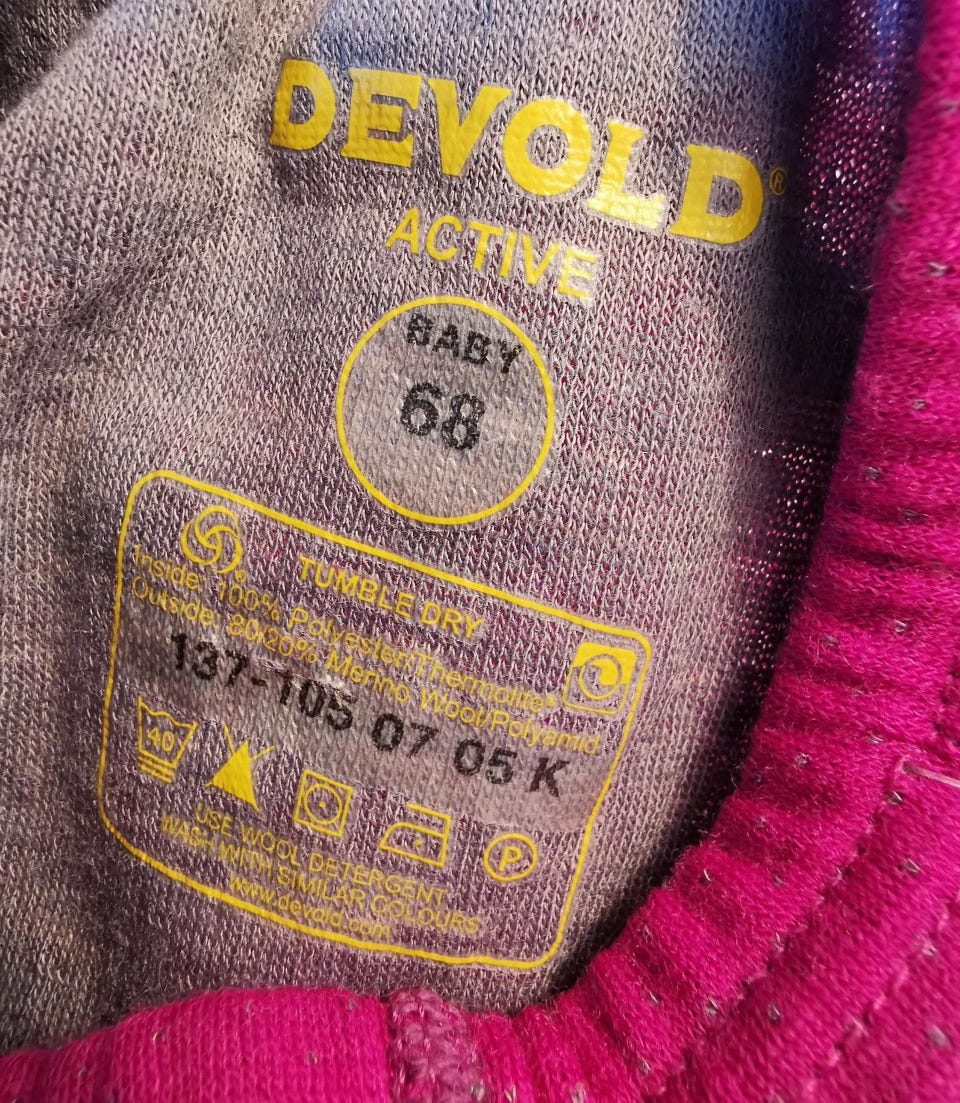 DEVOLD®
ACTIVE
BABY
68
TUMBLE DRY
Inside: 100% Polyester/Thermolite®
Outside: 80/20% Merino Wool/Polyamid
137-105 07 05 K
40
P
USE WOOL DETERGENT
WASH WITH SIMILAR COLOURS
www.devold.com